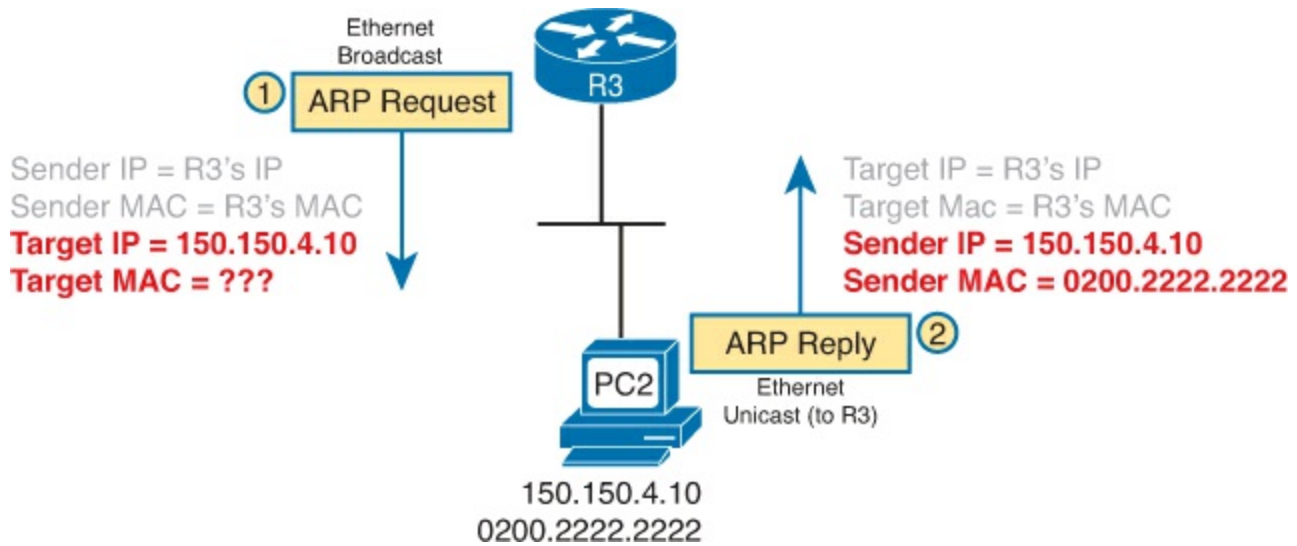 Ethernet
Broadcast
1
ARP Request
R3
Sender IP = R3's IP
Sender MAC = R3's MAC
Target IP = 150.150.4.10
Target MAC = ???
Target IP = R3's IP
Target Mac = R3's MAC
Sender IP = 150.150.4.10
Sender MAC = 0200.2222.2222
ARP Reply
2
Ethernet
Unicast (to R3)
PC2
150.150.4.10
0200.2222.2222